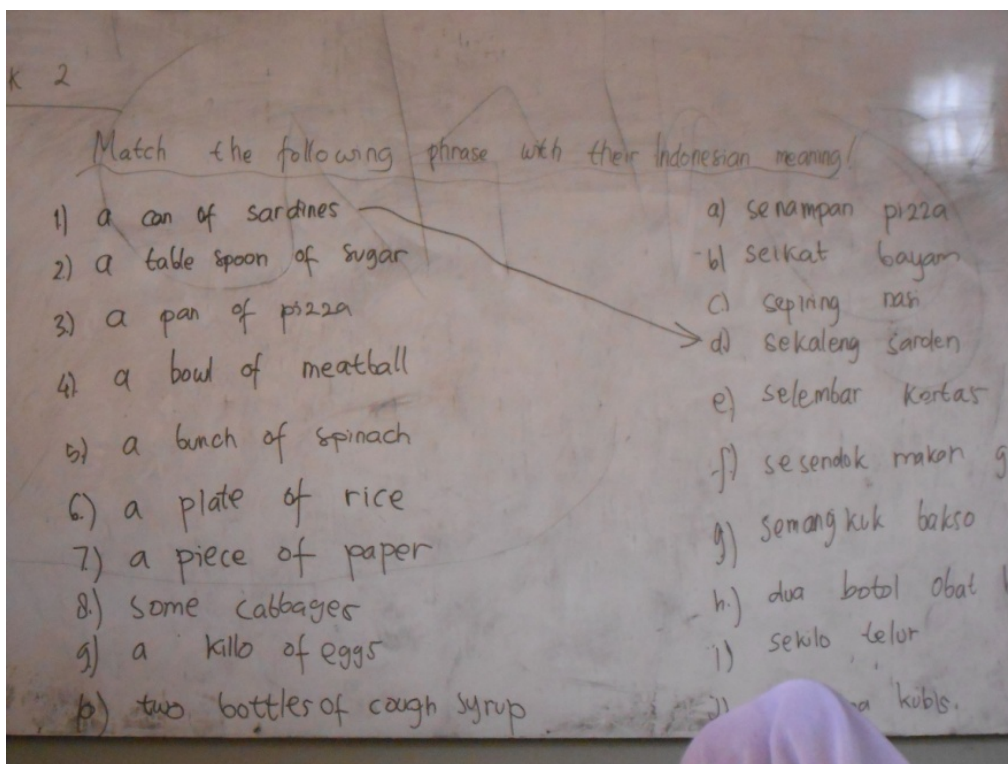 K 2
Match the following phrase with their Indonesian meaning!
1) a can of sardines
2) a table spoon of sugar
3) a pan of pizza
4) a bowl of meatball
5) a bunch of spinach
6.) a plate of rice
7) a piece of paper
8.) some cabbages
9) a killo of eggs
10) two bottles of cough syrup
a) senampan pizza
b) seikat bayam
c) sepiring nasi
d) sekaleng sarden
e) selembar kertas
f) sesendok makan g
g) semangkuk bakso
h.) dua botol obat
i) sekilo telur
kubis.